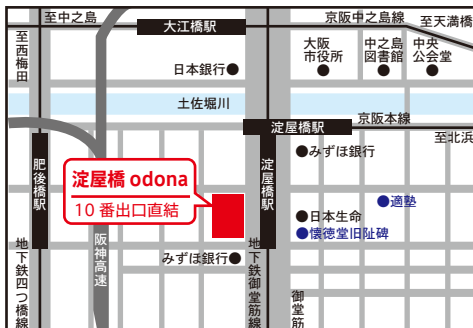 至中之島
大江橋駅
京阪中之島線
至天満橋
至西梅田
日本銀行●
大阪
市役所
中之島
図書館
中央
公会堂
土佐堀川
京阪本線
淀屋橋駅
至北浜
肥後橋駅
淀屋橋 odona
10 番出口直結
淀屋橋駅
●みずほ銀行
●適塾
●日本生命
●懐徳堂旧趾碑
阪神高速
みずほ銀行●
地下鉄四つ橋線
地下鉄御堂筋線
御堂筋